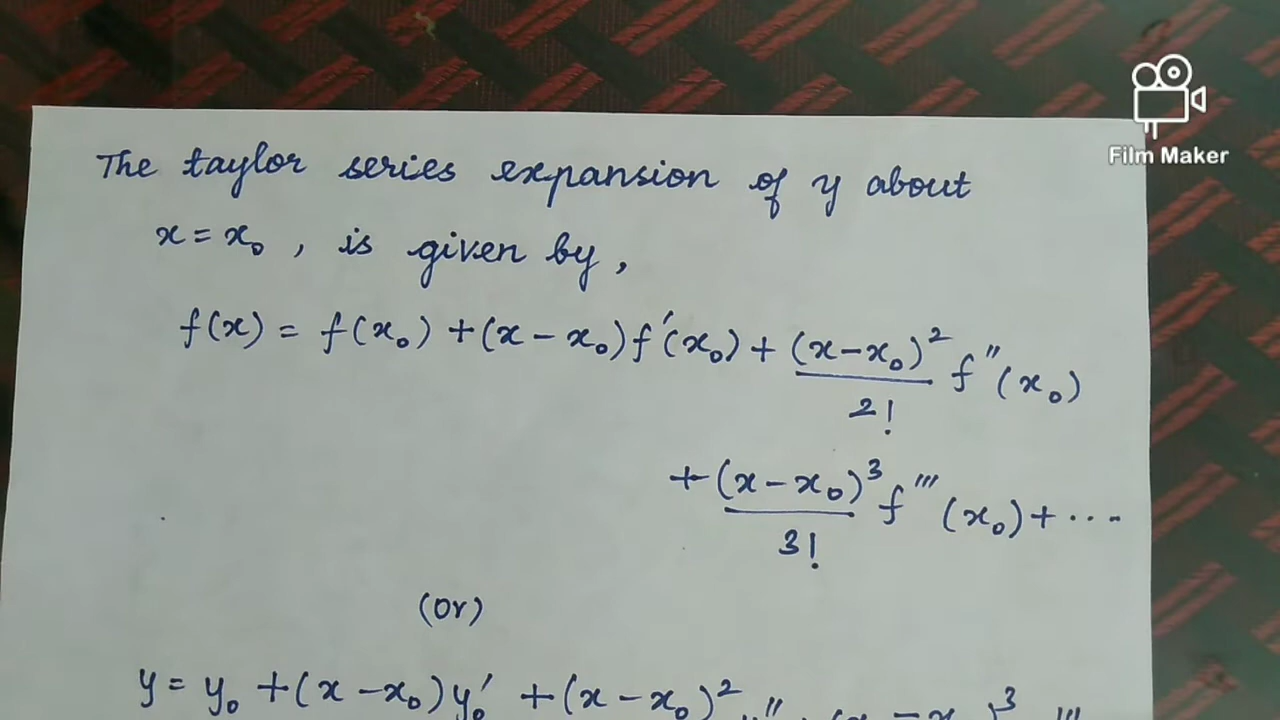 The taylor series expansion of y about
x = x₀ , is given by,
f(x) = f(x₀) + (x - x₀)f'(x₀) + (x-x₀)²/2! f''(x₀)
+ (x-x₀)³/3! f'''(x₀) + ....
(or)
y = y₀ + (x - x₀)y₀' + (x - x₀)²
Film Maker